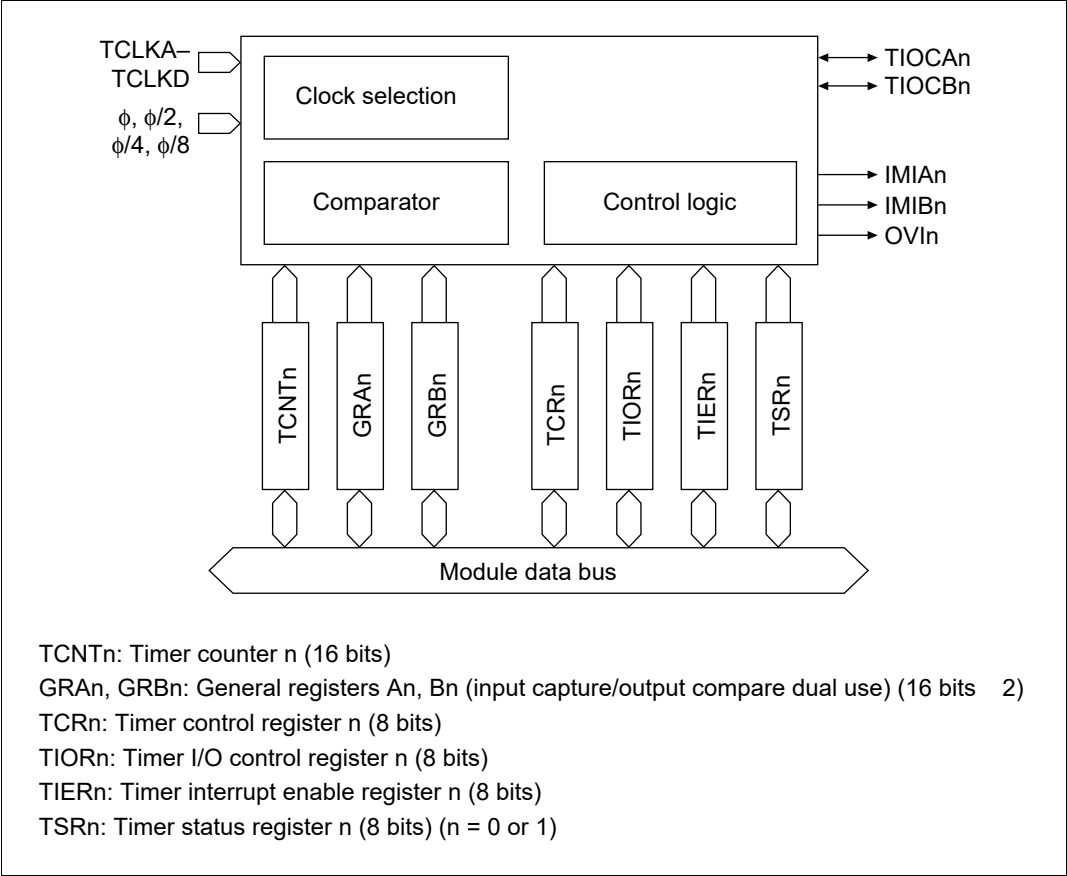 TCLKA–
TCLKD
ϕ, ϕ/2,
ϕ/4, ϕ/8
Clock selection
Comparator
Control logic
TIOCAn
TIOCBn
IMIAn
IMIBn
OVIn
TCNTn
GRAn
GRBn
TCRn
TIORn
TIERn
TSRn
Module data bus
TCNTn: Timer counter n (16 bits)
GRAn, GRBn: General registers An, Bn (input capture/output compare dual use) (16 bits 2)
TCRn: Timer control register n (8 bits)
TIORn: Timer I/O control register n (8 bits)
TIERn: Timer interrupt enable register n (8 bits)
TSRn: Timer status register n (8 bits) (n = 0 or 1)